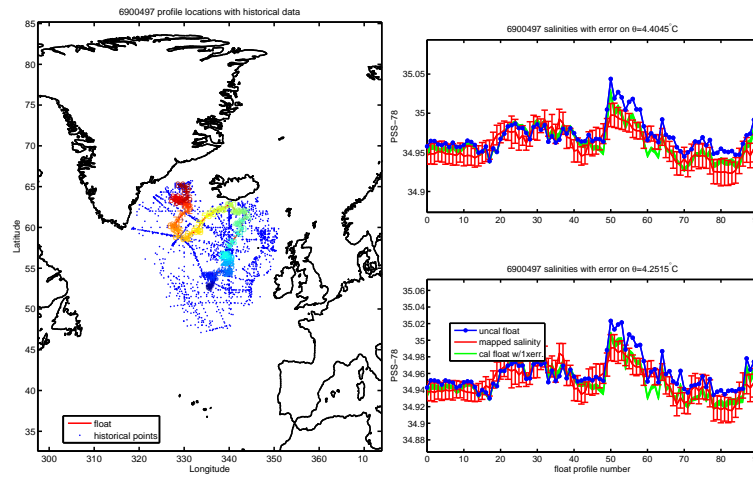 6900497 profile locations with historical data
85
80
75
70
65
60
55
50
45
40
35
Latitude
float
historical points
300 310 320 330 340 350 360 3
Longitude
6900497 salinities with error on θ=4.4045°C
35.05
35
34.95
34.9
PSS−78
0 10 20 30 40 50 60 70 80
6900497 salinities with error on θ=4.2515°C
35.06
35.04
35.02
35
34.98
34.96
34.94
34.92
34.9
34.88
PSS−78
uncal float
mapped salinity
cal float w/1xerr.
0 10 20 30 40 50 60 70 80
float profile number